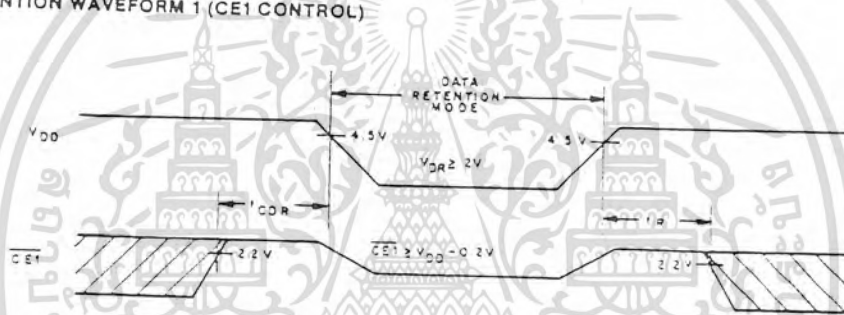 NTION WAVEFORM 1 (CE1 CONTROL)
DATA
RETENTION
MODE
VDD
4.5V
4.5V
VDR ≥ 2V
tCDR
tR
CE1
2.2V
CE1 ≥ VDD - 0.2V
2.2V